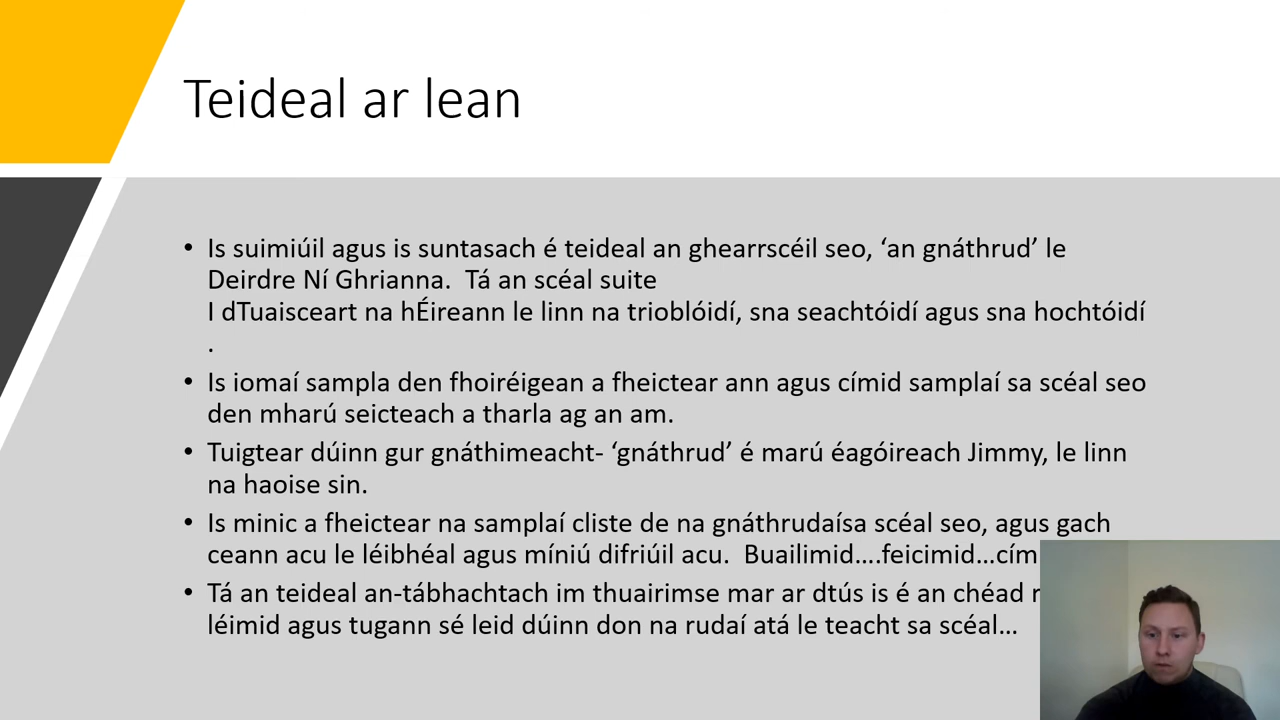 Teideal ar lean
• Is suimiúil agus is suntasach é teideal an ghearrscéil seo, ‘an gnáthrud’ le
Deirdre Ní Ghrianna.  Tá an scéal suite
I dTuaisceart na hÉireann le linn na trioblóidí, sna seachtóidí agus sna hochtóidí
.
• Is iomaí sampla den fhoiréigean a fheictear ann agus címid samplaí sa scéal seo
den mharú seicteach a tharla ag an am.
• Tuigtear dúinn gur gnáthimeacht- ‘gnáthrud’ é marú éagóireach Jimmy, le linn
na haoise sin.
• Is minic a fheictear na samplaí cliste de na gnáthrudaísa scéal seo, agus gach
ceann acu le léibhéal agus míniú difriúil acu.  Buailimid….feicimid…cím
• Tá an teideal an-tábhachtach im thuairimse mar ar dtús is é an chéad
léimid agus tugann sé leid dúinn don na rudaí atá le teacht sa scéal…